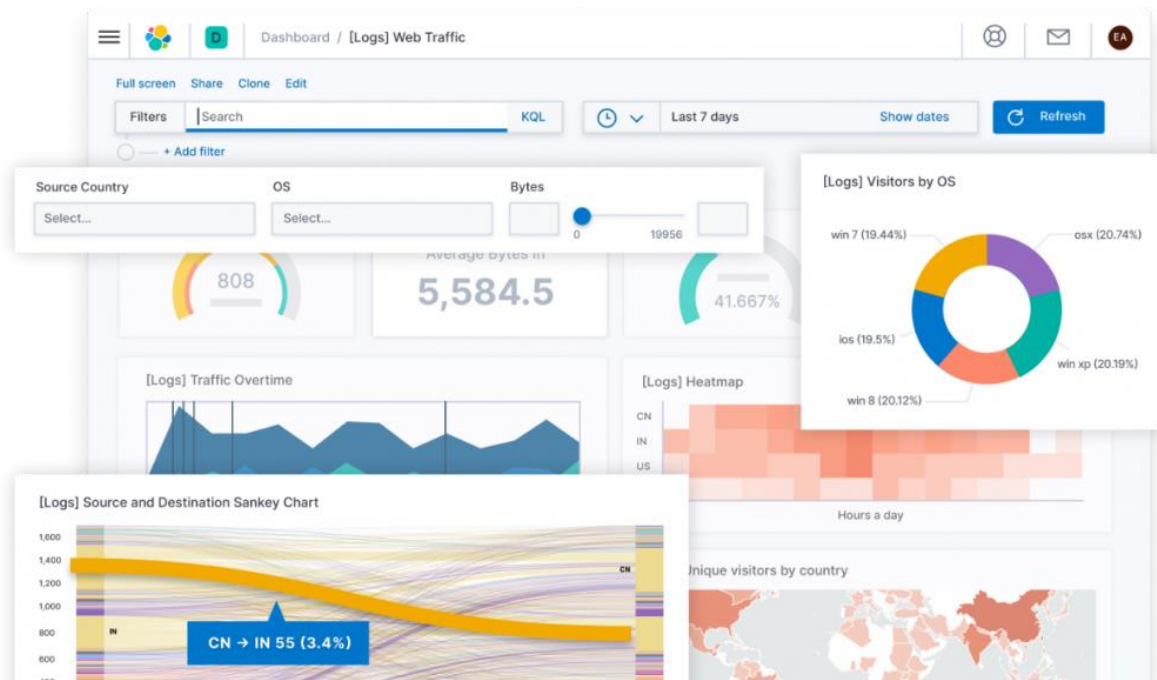 D
Dashboard / [Logs] Web Traffic
EA
Full screen Share Clone Edit
Filters Search KQL Last 7 days Show dates Refresh
+ Add filter
Source Country OS Bytes
Select... Select... 0 19956
[Logs] Visitors by OS
win 7 (19.44%)
osx (20.74%)
ios (19.5%)
win xp (20.19%)
win 8 (20.12%)
808
Average Bytes In
5,584.5
41.667%
[Logs] Traffic Overtime
[Logs] Heatmap
CN
IN
US
Hours a day
[Logs] Source and Destination Sankey Chart
1,600
1,400
1,200
1,000
800
600
CN
IN
CN → IN 55 (3.4%)
Unique visitors by country